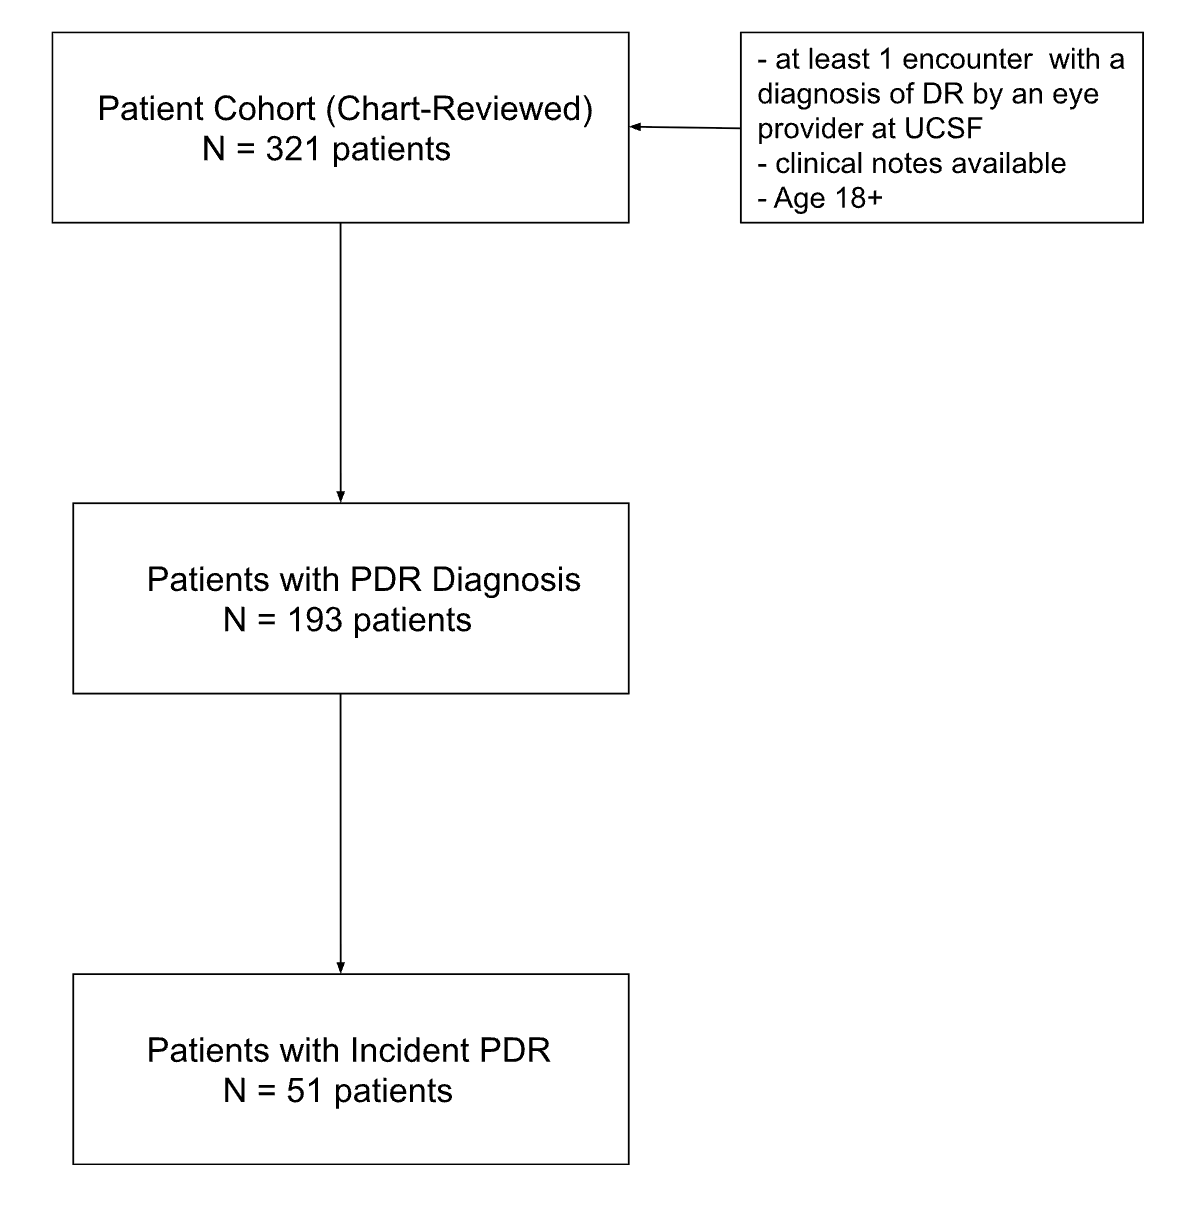 Patient Cohort (Chart-Reviewed)
N = 321 patients
- at least 1 encounter  with a
diagnosis of DR by an eye
provider at UCSF
- clinical notes available
- Age 18+
Patients with PDR Diagnosis
N = 193 patients
Patients with Incident PDR
N = 51 patients